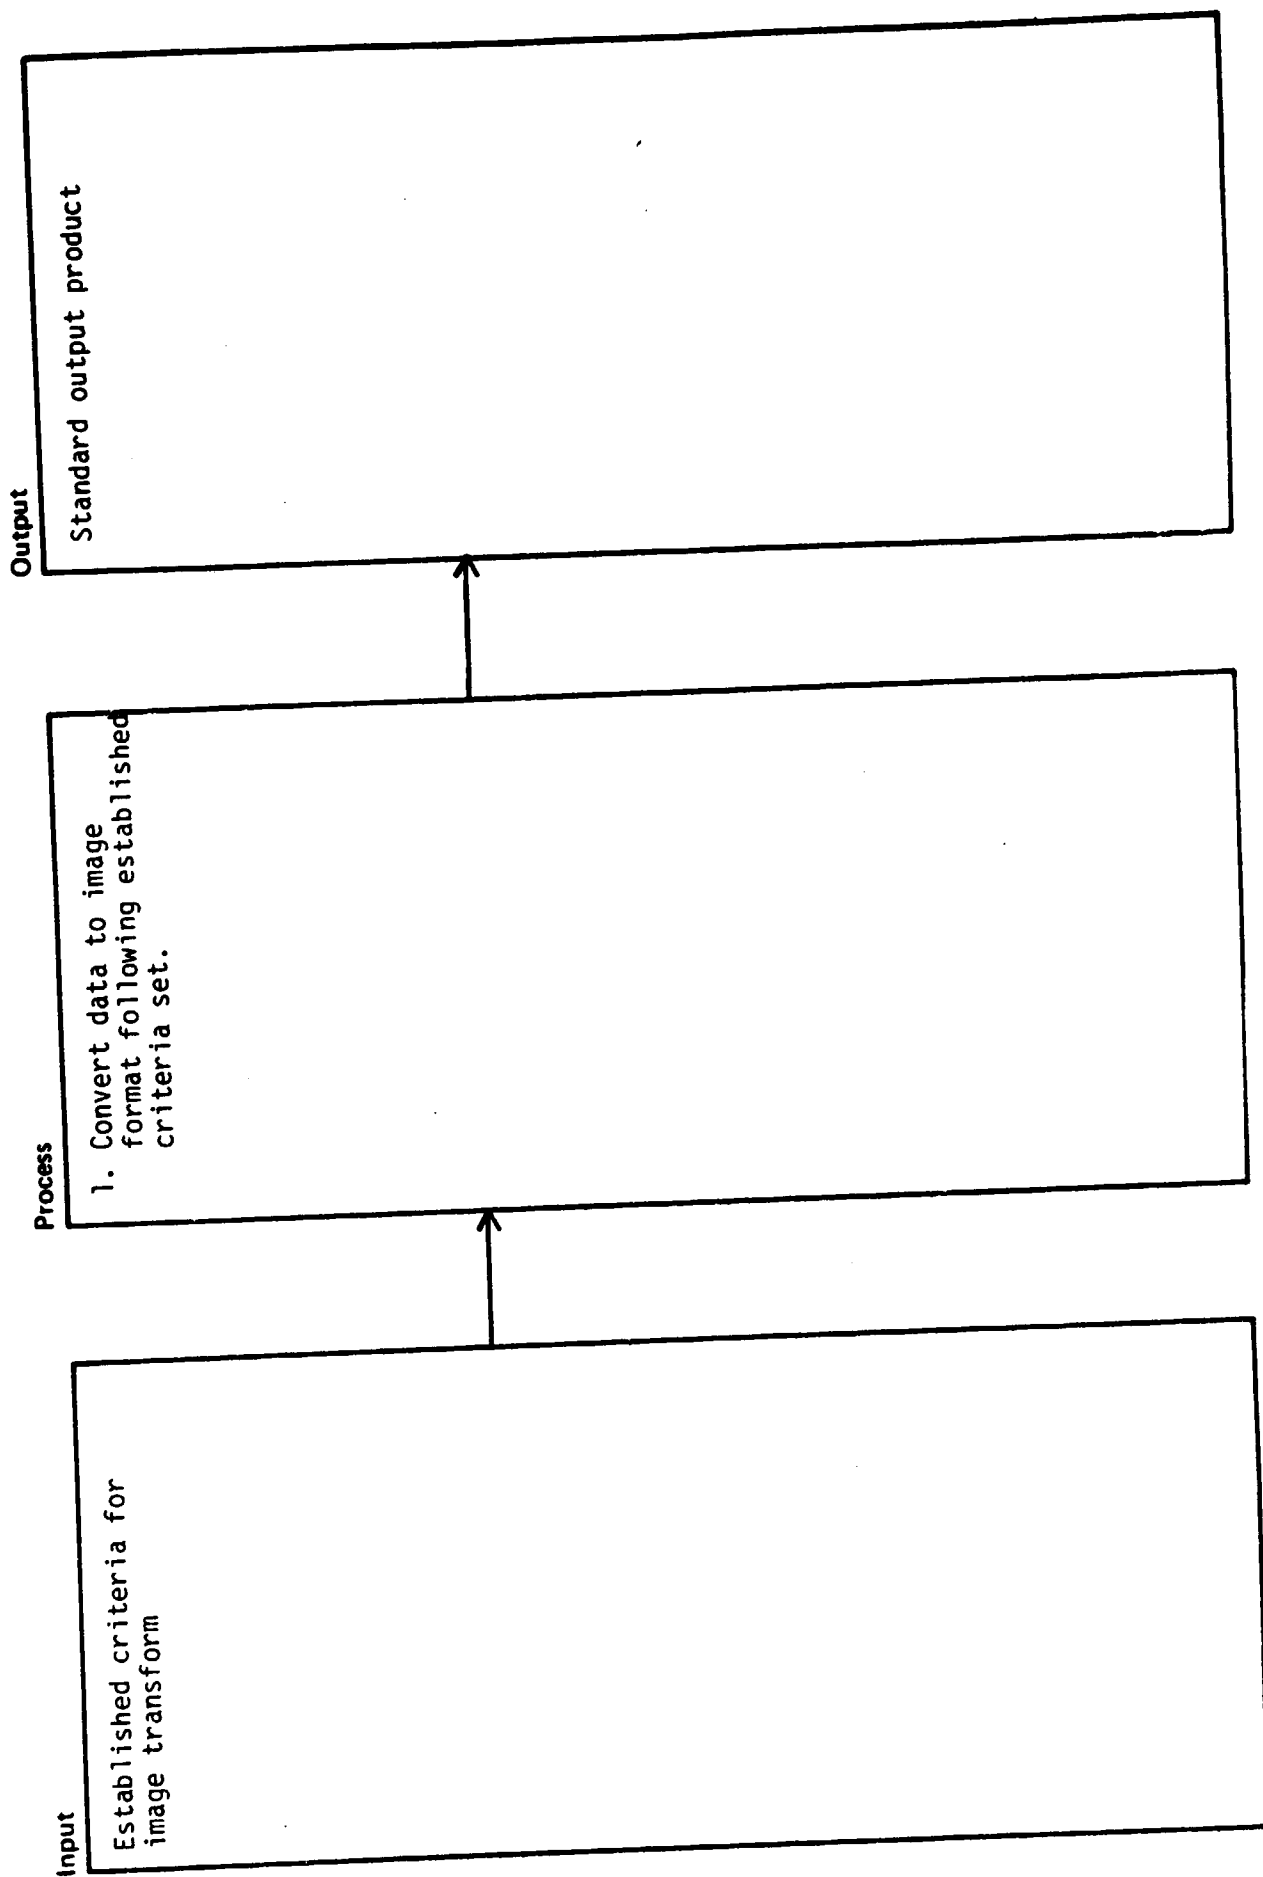 Input
Established criteria for
image transform
Process
1. Convert data to image
format following established
criteria set.
Output
Standard output product